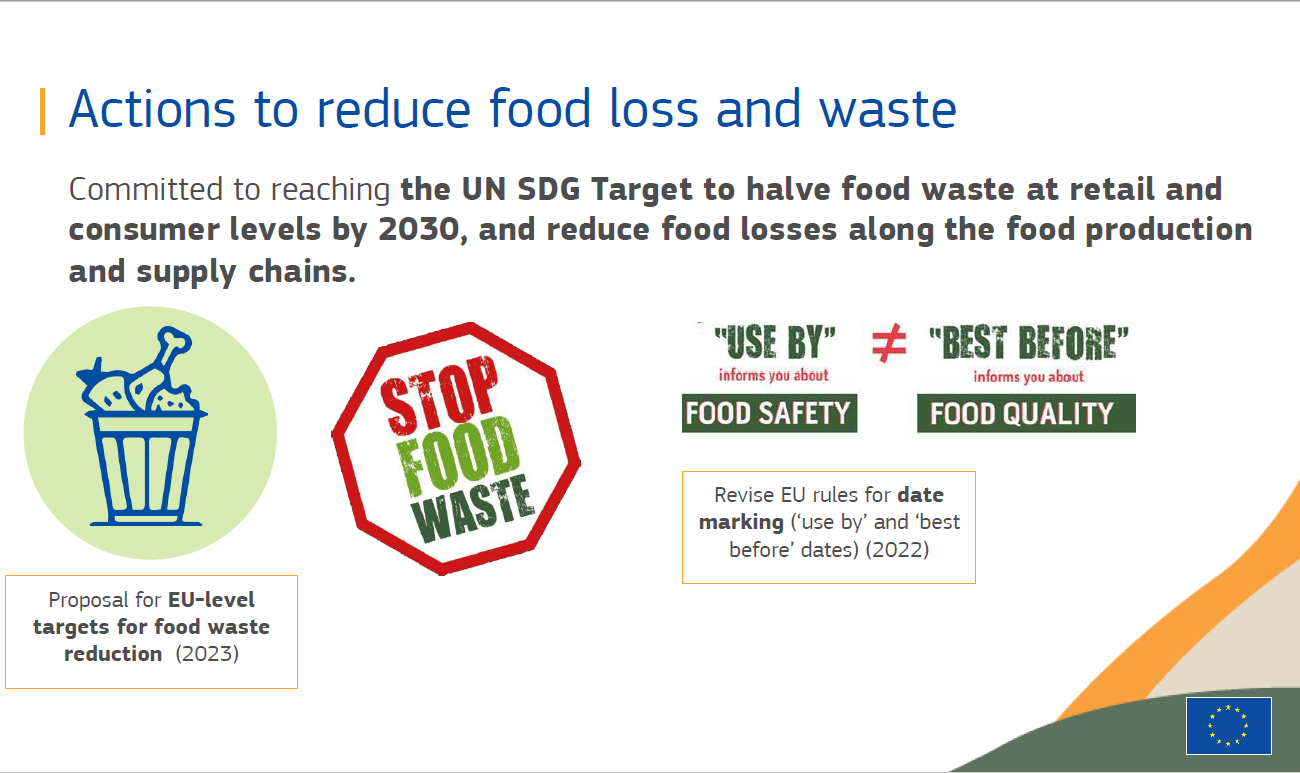 Actions to reduce food loss and waste
Committed to reaching the UN SDG Target to halve food waste at retail and
consumer levels by 2030, and reduce food losses along the food production
and supply chains.
STOP
FOOD
WASTE
"USE BY" ≠ "BEST BEFORE"
informs you about informs you about
FOOD SAFETY FOOD QUALITY
Revise EU rules for date
marking (‘use by’ and ‘best
before’ dates) (2022)
Proposal for EU-level
targets for food waste
reduction (2023)